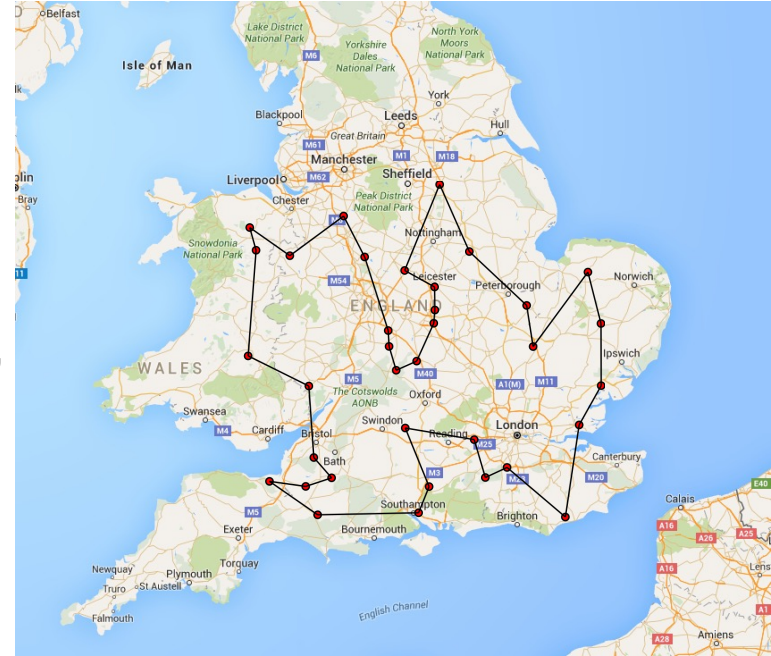 Belfast
Lake District
National Park
North York
Moors
National Park
Yorkshire
Dales
National Park
M6
Isle of Man
York
Blackpool
Leeds
Hull
Great Britain
M61
Manchester
M1
M18
Liverpool
M62
Sheffield
Chester
Peak District
National Park
Bray
Snowdonia
National Park
Nottingham
11
M54
Leicester
Peterborough
Norwich
ENGLAND
WALES
M5
M40
A1(M)
M11
Ipswich
The Cotswolds
AONB
Oxford
Swansea
M4
Cardiff
Bristol
Swindon
Reading
M25
London
Bath
M3
M20
Canterbury
E40
Calais
Southampton
M5
Exeter
Bournemouth
Brighton
A16
A26
A25
Newquay
Plymouth
Torquay
Truro
St Austell
Falmouth
English Channel
A16
Lens
A1
A28
Amiens